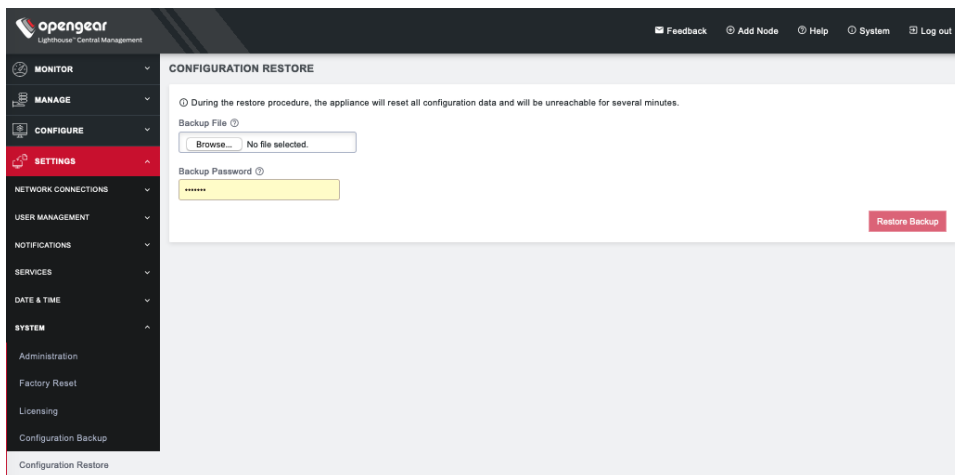 opengear
Lighthouse™ Central Management
Feedback
Add Node
Help
System
Log out
MONITOR
MANAGE
CONFIGURE
SETTINGS
NETWORK CONNECTIONS
USER MANAGEMENT
NOTIFICATIONS
SERVICES
DATE & TIME
SYSTEM
Administration
Factory Reset
Licensing
Configuration Backup
Configuration Restore
CONFIGURATION RESTORE
During the restore procedure, the appliance will reset all configuration data and will be unreachable for several minutes.
Backup File
Browse... No file selected.
Backup Password
•••••••
Restore Backup